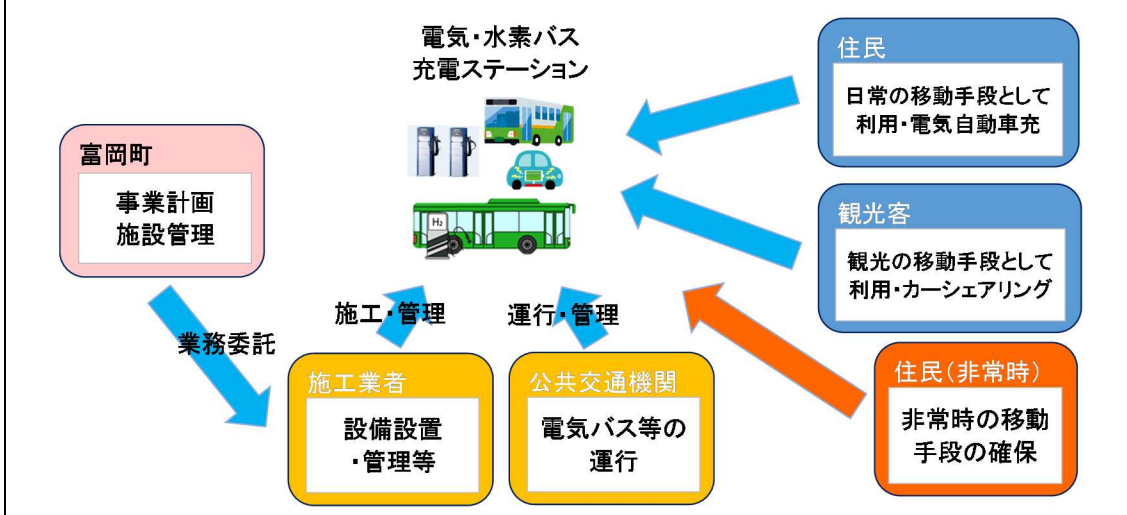 電気・水素バス
充電ステーション
富岡町
事業計画
施設管理
業務委託
H₂
施工・管理
運行・管理
施工業者
設備設置
・管理等
公共交通機関
電気バス等の
運行
住民
日常の移動手段として
利用・電気自動車充
観光客
観光の移動手段として
利用・カーシェアリング
住民(非常時)
非常時の移動
手段の確保